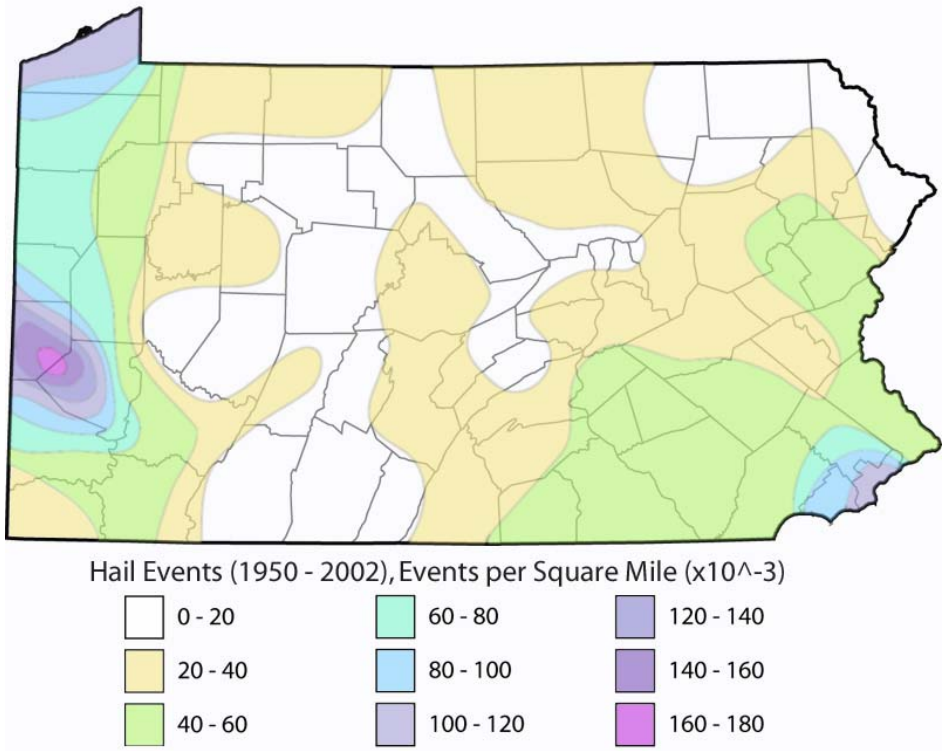 Hail Events (1950 - 2002), Events per Square Mile (x10^-3)
0 - 20
20 - 40
40 - 60
60 - 80
80 - 100
100 - 120
120 - 140
140 - 160
160 - 180